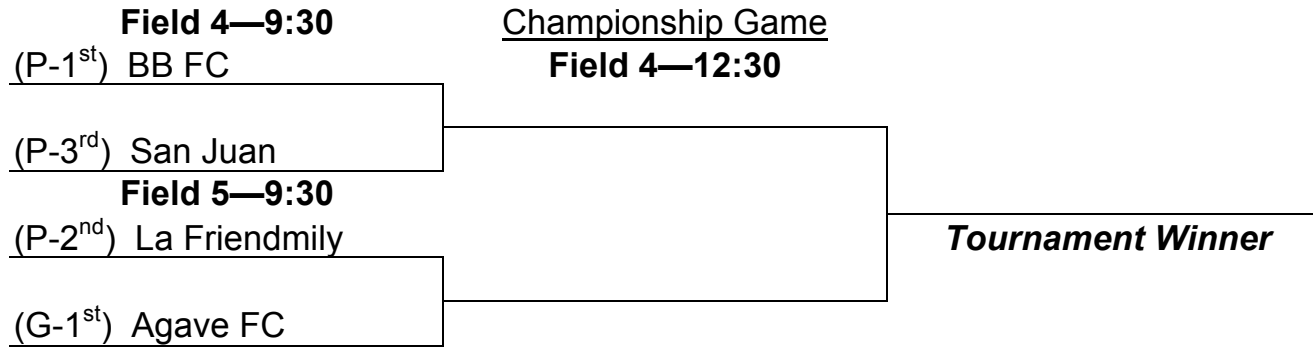 Field 4—9:30
Championship Game
(P-1st) BB FC
Field 4—12:30
(P-3rd) San Juan
Field 5—9:30
(P-2nd) La Friendmily
Tournament Winner
(G-1st) Agave FC